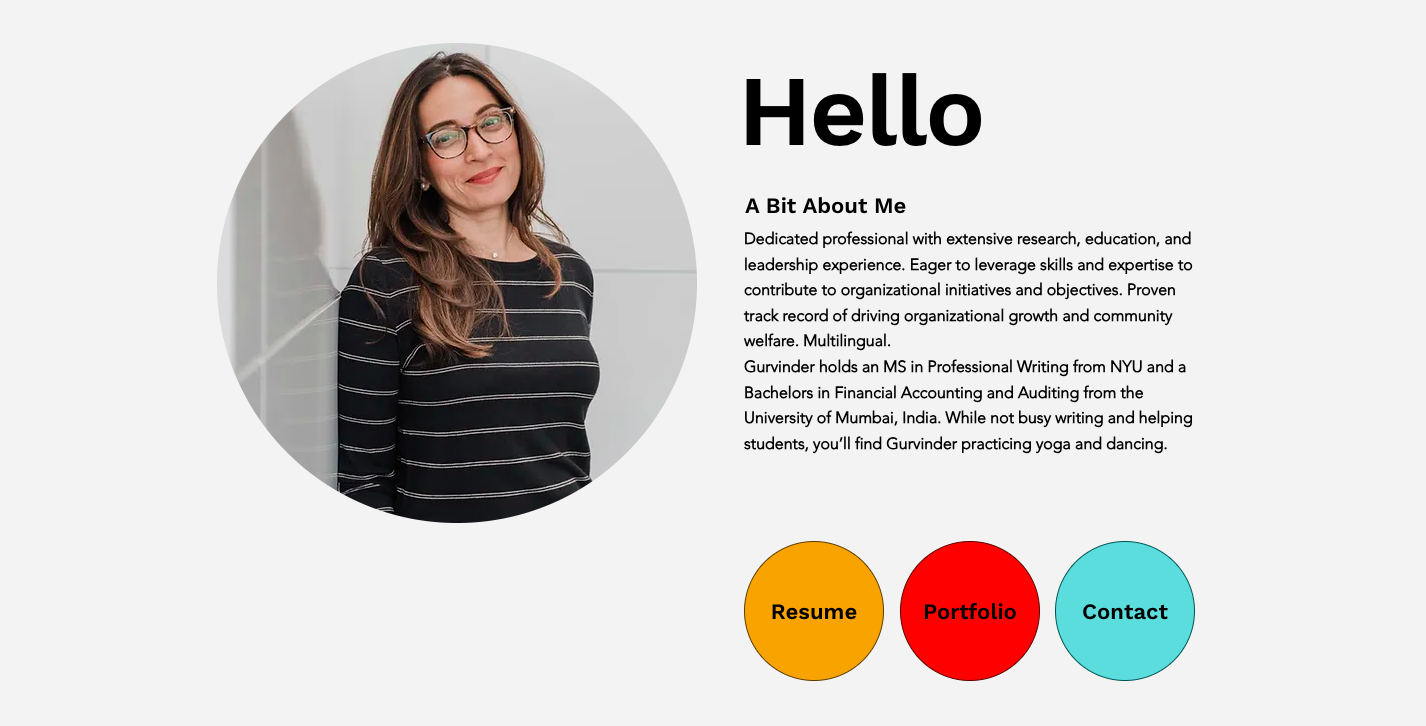 Hello
A Bit About Me
Dedicated professional with extensive research, education, and
leadership experience. Eager to leverage skills and expertise to
contribute to organizational initiatives and objectives. Proven
track record of driving organizational growth and community
welfare. Multilingual.
Gurvinder holds an MS in Professional Writing from NYU and a
Bachelors in Financial Accounting and Auditing from the
University of Mumbai, India. While not busy writing and helping
students, you’ll find Gurvinder practicing yoga and dancing.
Resume
Portfolio
Contact